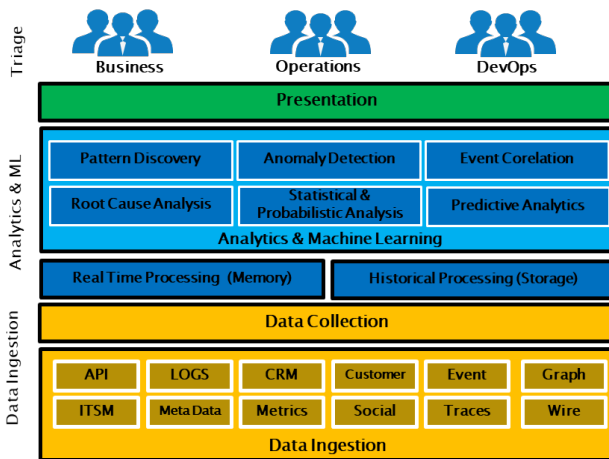 Triage
Business
Operations
DevOps
Presentation
Analytics & ML
Pattern Discovery
Anomaly Detection
Event Corelation
Root Cause Analysis
Statistical &
Probabilistic Analysis
Predictive Analytics
Analytics & Machine Learning
Real Time Processing (Memory)
Historical Processing (Storage)
Data Ingestion
Data Collection
API
LOGS
CRM
Customer
Event
Graph
ITSM
Meta Data
Metrics
Social
Traces
Wire
Data Ingestion